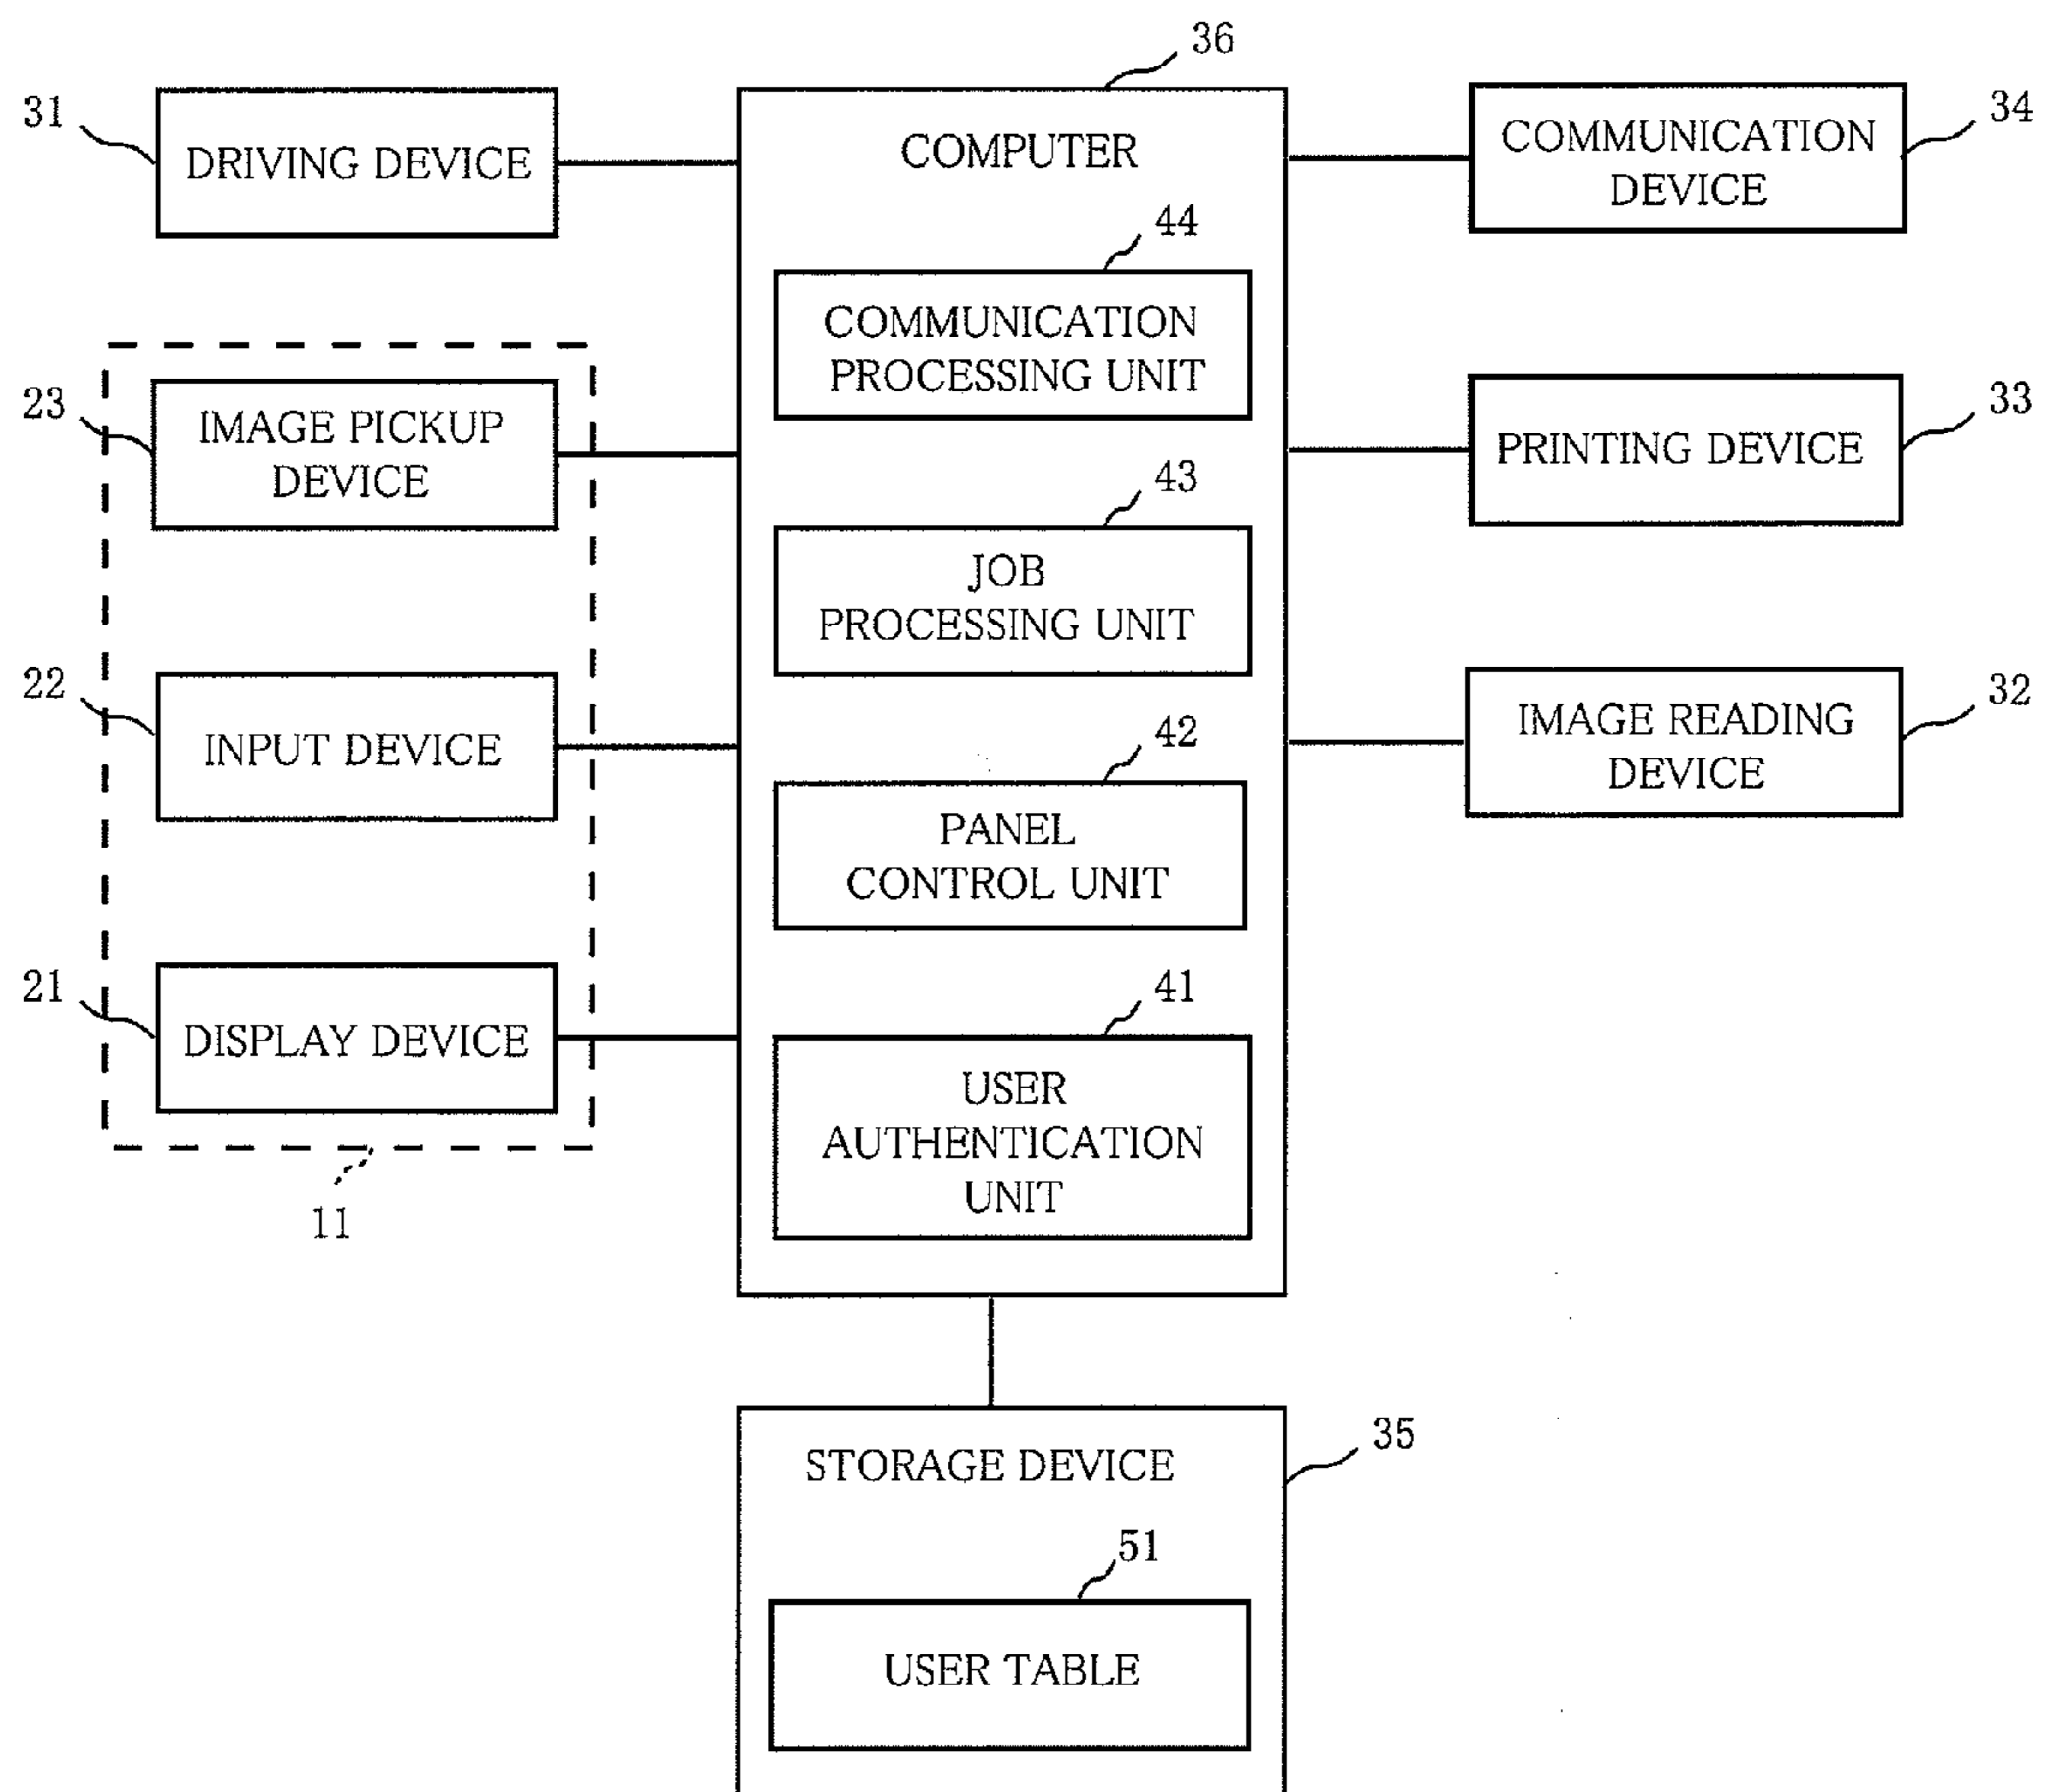 36
31
DRIVING DEVICE
COMPUTER
34
COMMUNICATION
DEVICE
44
COMMUNICATION
PROCESSING UNIT
23
IMAGE PICKUP
DEVICE
33
PRINTING DEVICE
43
JOB
PROCESSING UNIT
22
INPUT DEVICE
32
IMAGE READING
DEVICE
42
PANEL
CONTROL UNIT
21
DISPLAY DEVICE
41
USER
AUTHENTICATION
UNIT
11
35
STORAGE DEVICE
51
USER TABLE